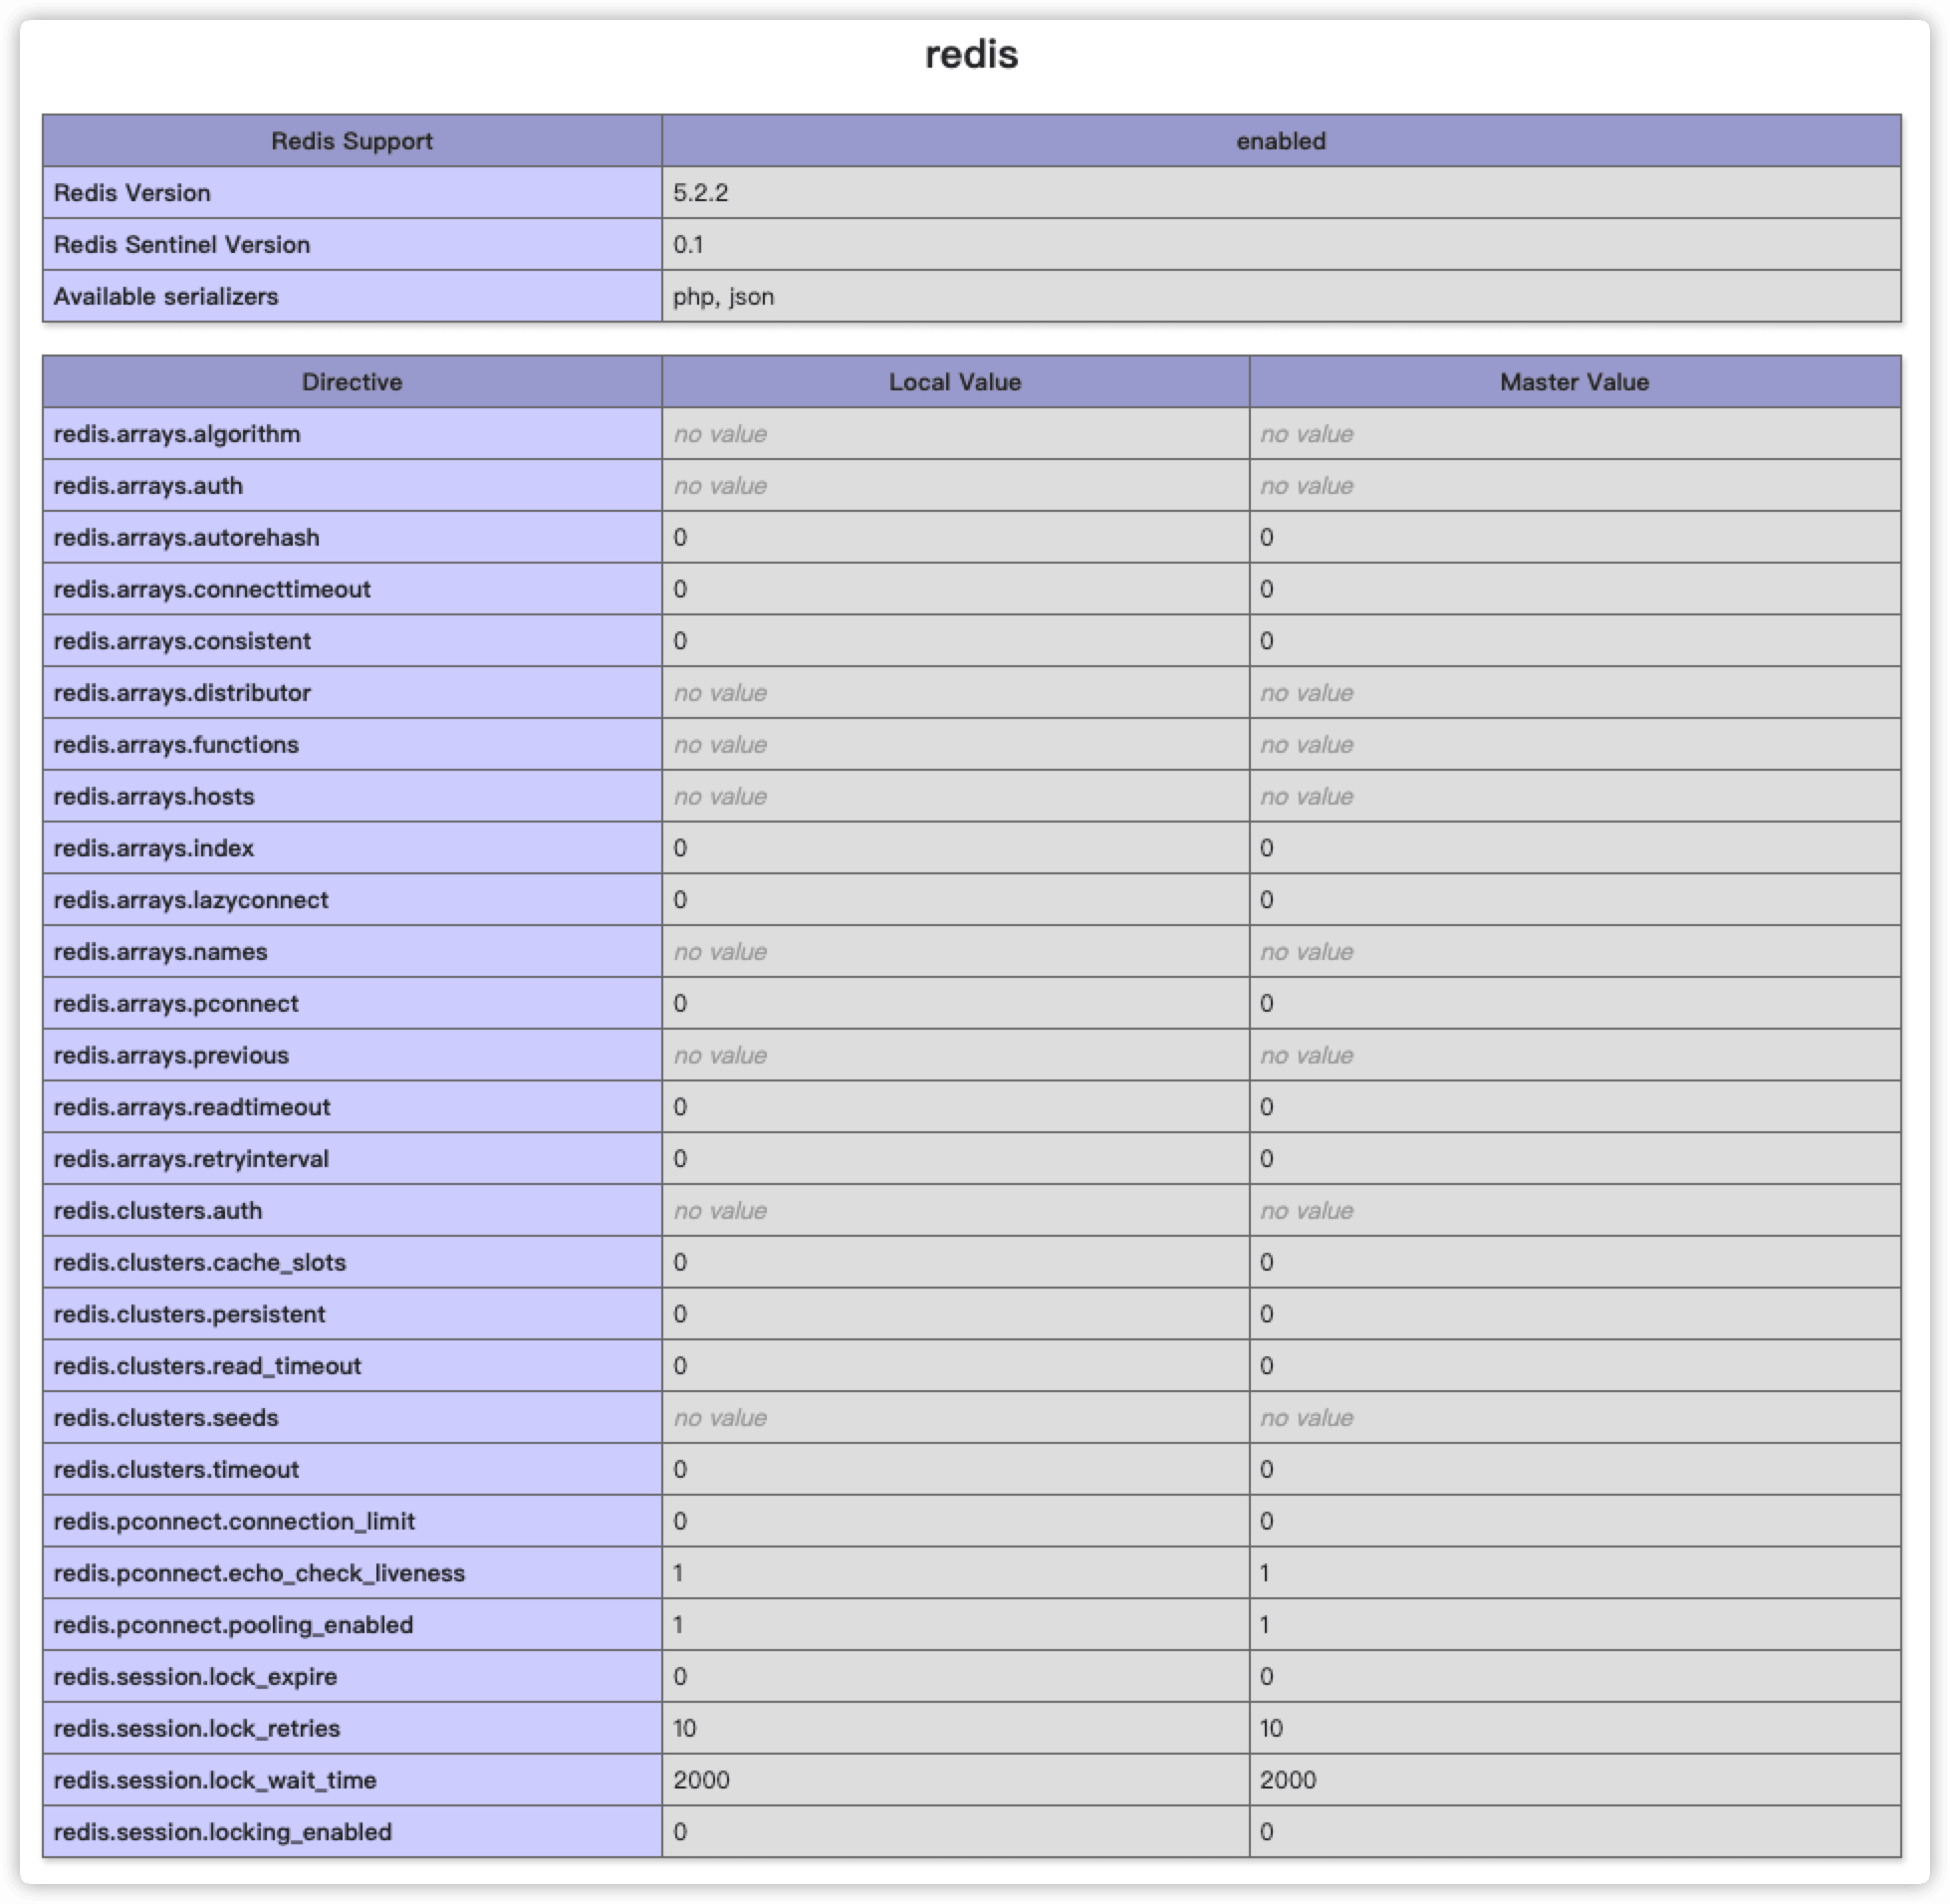 redis
Redis Support enabled
Redis Version 5.2.2
Redis Sentinel Version 0.1
Available serializers php, json
Directive Local Value Master Value
redis.arrays.algorithm no value no value
redis.arrays.auth no value no value
redis.arrays.autorehash 0 0
redis.arrays.connecttimeout 0 0
redis.arrays.consistent 0 0
redis.arrays.distributor no value no value
redis.arrays.functions no value no value
redis.arrays.hosts no value no value
redis.arrays.index 0 0
redis.arrays.lazyconnect 0 0
redis.arrays.names no value no value
redis.arrays.pconnect 0 0
redis.arrays.previous no value no value
redis.arrays.readtimeout 0 0
redis.arrays.retryinterval 0 0
redis.clusters.auth no value no value
redis.clusters.cache_slots 0 0
redis.clusters.persistent 0 0
redis.clusters.read_timeout 0 0
redis.clusters.seeds no value no value
redis.clusters.timeout 0 0
redis.pconnect.connection_limit 0 0
redis.pconnect.echo_check_liveness 1 1
redis.pconnect.pooling_enabled 1 1
redis.session.lock_expire 0 0
redis.session.lock_retries 10 10
redis.session.lock_wait_time 2000 2000
redis.session.locking_enabled 0 0